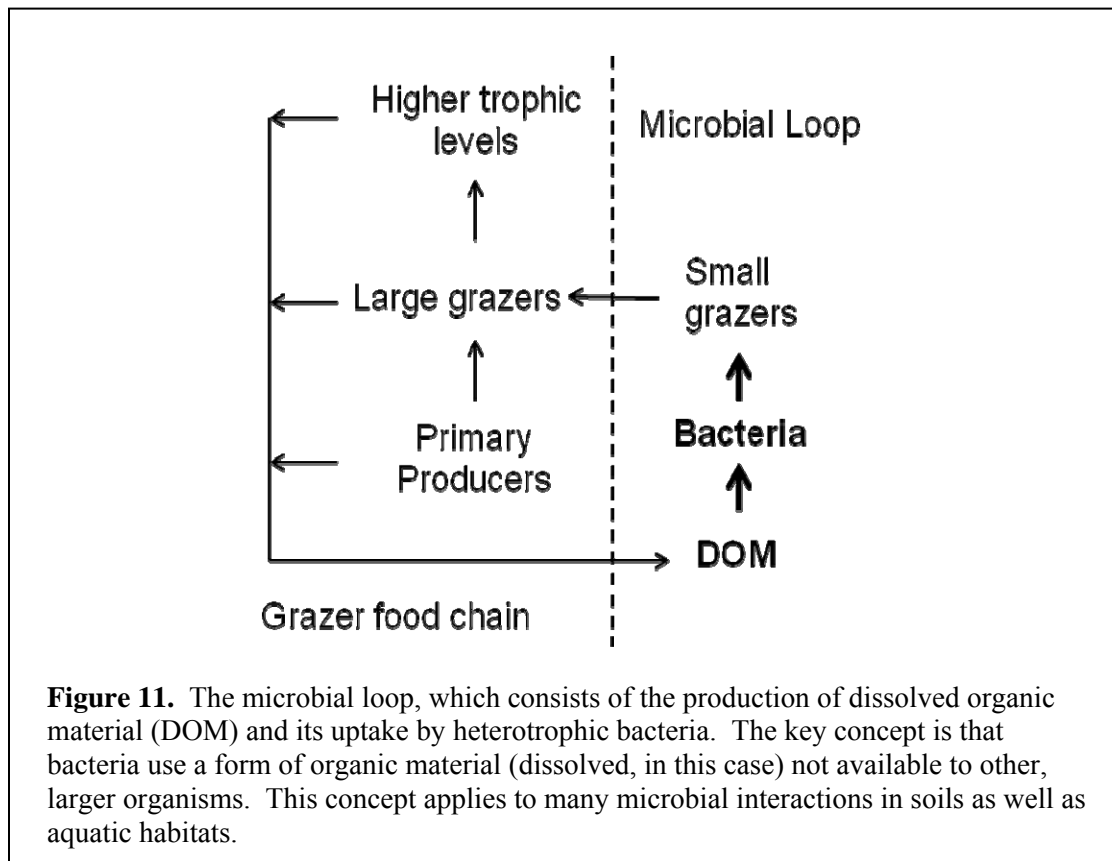 Higher trophic
levels
Microbial Loop
Large grazers
Small
grazers
Primary
Producers
Bacteria
DOM
Grazer food chain
Figure 11. The microbial loop, which consists of the production of dissolved organic
material (DOM) and its uptake by heterotrophic bacteria. The key concept is that
bacteria use a form of organic material (dissolved, in this case) not available to other,
larger organisms. This concept applies to many microbial interactions in soils as well as
aquatic habitats.